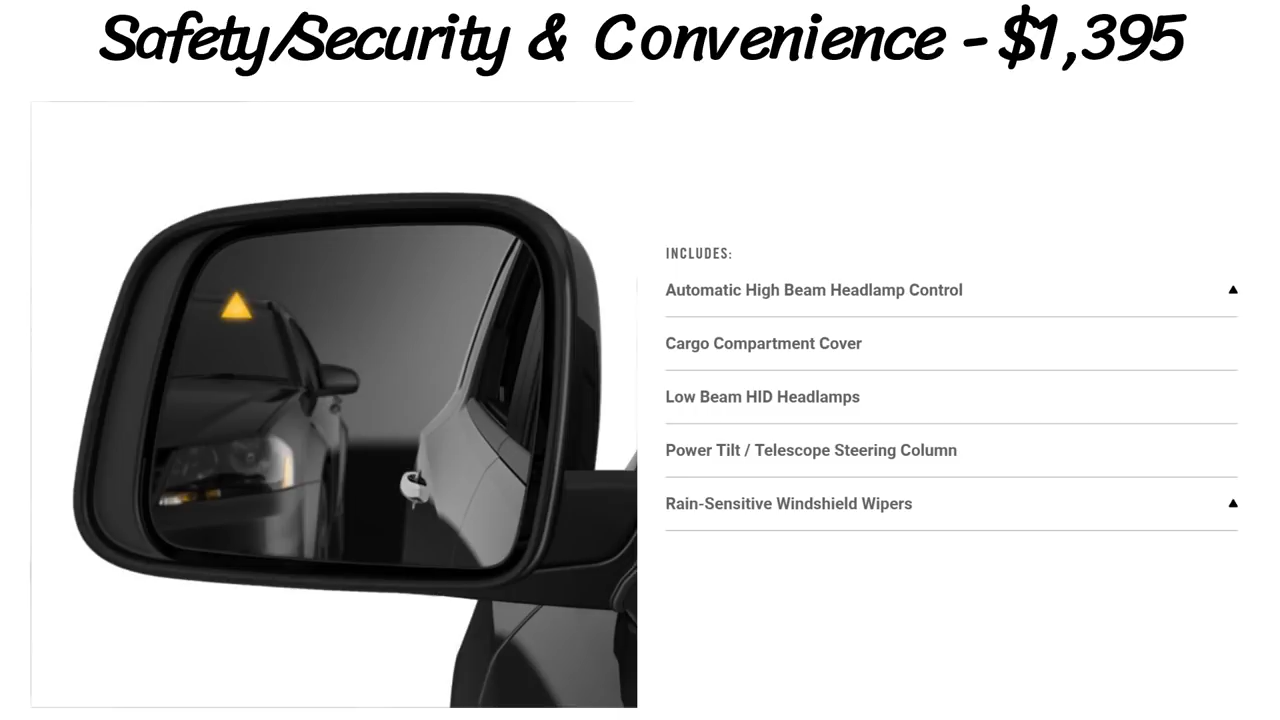 Safety/Security & Convenience - $1,395
INCLUDES:
Automatic High Beam Headlamp Control
Cargo Compartment Cover
Low Beam HID Headlamps
Power Tilt / Telescope Steering Column
Rain-Sensitive Windshield Wipers